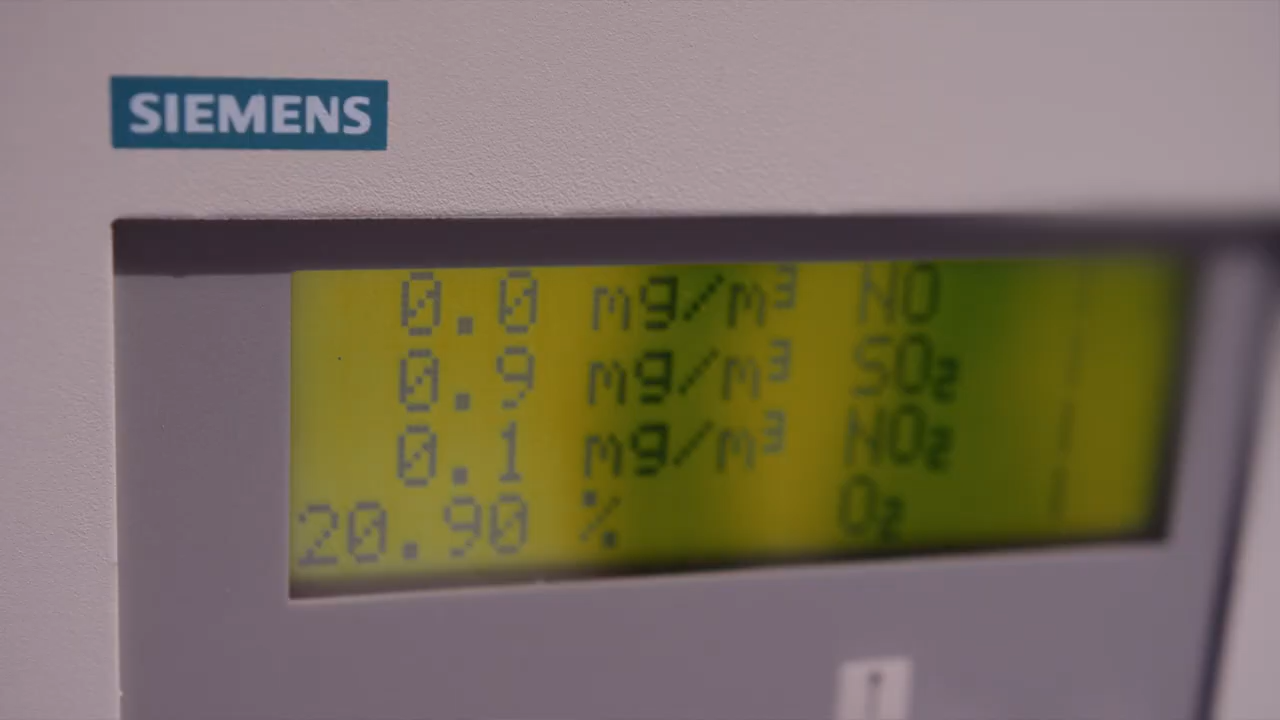 SIEMENS
0.0 mg/m³ NO
0.9 mg/m³ SO₂
0.1 mg/m³ NO₂
20.90 % O₂